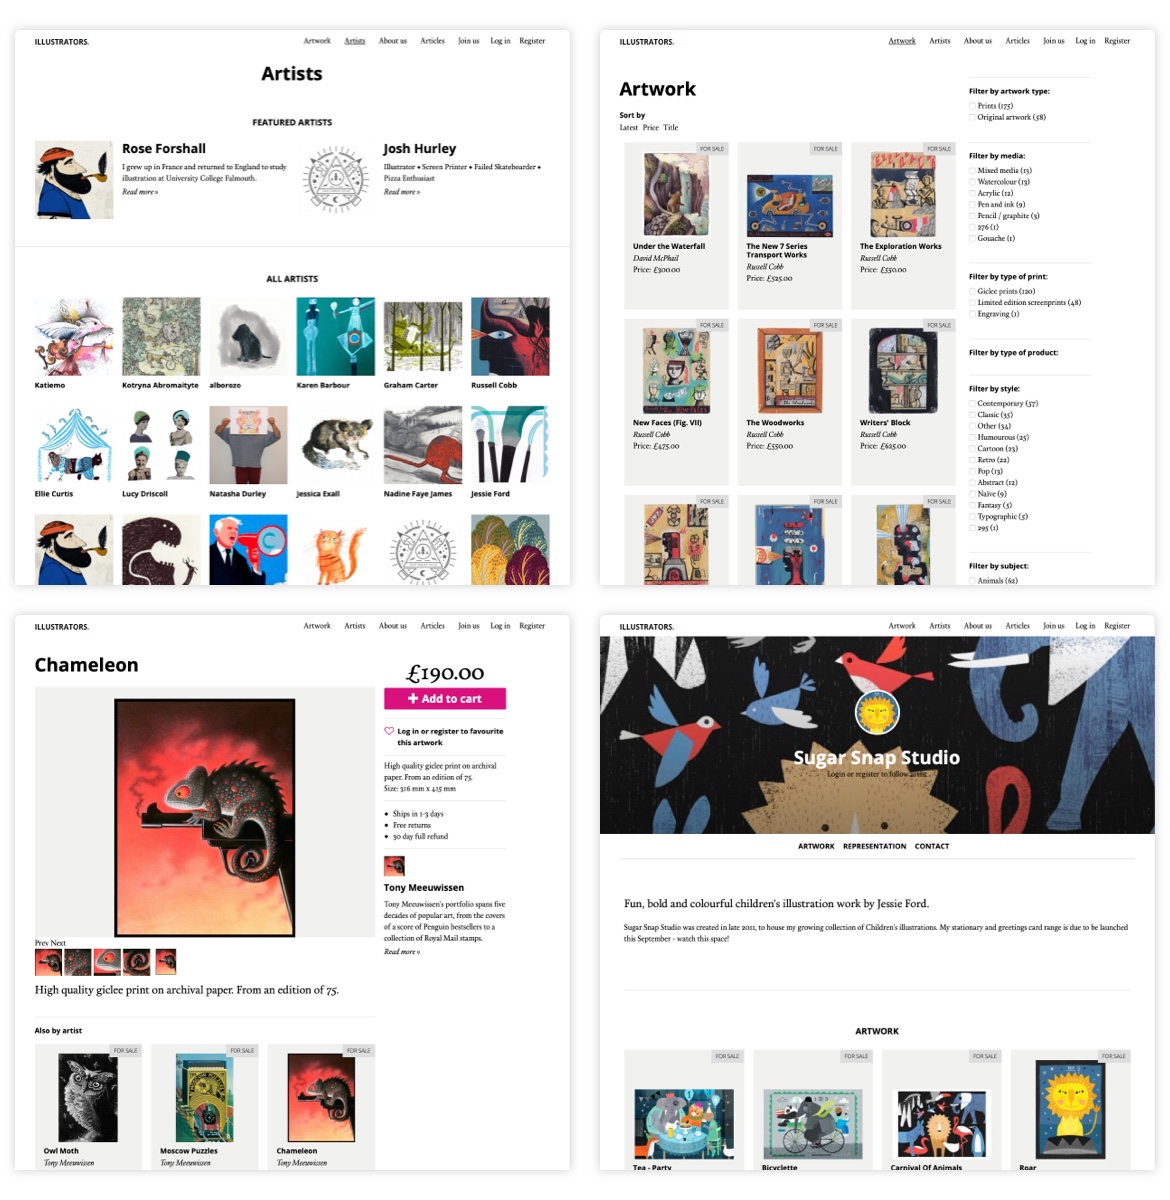 ILLUSTRATORS.
Artwork Artists About us Articles Join us Log in Register
Artists
FEATURED ARTISTS
Rose Forshall
I grew up in France and returned to England to study
illustration at University College Falmouth.
Read more »
Josh Hurley
Illustrator • Screen Printer • Failed Skateboarder •
Pizza Enthusiast
Read more »
ALL ARTISTS
Katiemo
Kotryna Abromaityte
alborozo
Karen Barbour
Graham Carter
Russell Cobb
Ellie Curtis
Lucy Driscoll
Natasha Durley
Jessica Exall
Nadine Faye James
Jessie Ford
ILLUSTRATORS.
Artwork Artists About us Articles Join us Log in Register
Artwork
Sort by
Latest Price Title
FOR SALE
Under the Waterfall
David McPhail
Price: £300.00
FOR SALE
The New 7 Series
Transport Works
Russell Cobb
Price: £525.00
FOR SALE
The Exploration Works
Russell Cobb
Price: £550.00
FOR SALE
New Faces (Fig. VII)
Russell Cobb
Price: £475.00
FOR SALE
The Woodworks
Russell Cobb
Price: £550.00
FOR SALE
Writers' Block
Russell Cobb
Price: £625.00
FOR SALE
FOR SALE
FOR SALE
Filter by artwork type:
Prints (175)
Original artwork (58)
Filter by media:
Mixed media (13)
Watercolour (13)
Acrylic (12)
Pen and ink (9)
Pencil / graphite (3)
276 (1)
Gouache (1)
Filter by type of print:
Giclee prints (120)
Limited edition screenprints (48)
Engraving (1)
Filter by type of product:
Filter by style:
Contemporary (57)
Classic (35)
Other (34)
Humourous (25)
Cartoon (23)
Retro (22)
Pop (13)
Abstract (12)
Naïve (9)
Fantasy (5)
Typographic (5)
295 (1)
Filter by subject:
Animals (62)
ILLUSTRATORS.
Artwork Artists About us Articles Join us Log in Register
Chameleon
£190.00
+ Add to cart
Log in or register to favourite
this artwork
High quality giclee print on archival
paper. From an edition of 75.
Size: 316 mm x 415 mm
• Ships in 1-3 days
• Free returns
• 30 day full refund
Tony Meeuwissen
Tony Meeuwissen's portfolio spans five
decades of popular art, from the covers
of a score of Penguin bestsellers to a
collection of Royal Mail stamps.
Read more »
Prev Next
High quality giclee print on archival paper. From an edition of 75.
Also by artist
FOR SALE
Owl Moth
Tony Meeuwissen
FOR SALE
Moscow Puzzles
Tony Meeuwissen
FOR SALE
Chameleon
Tony Meeuwissen
ILLUSTRATORS.
Artwork Artists About us Articles Join us Log in Register
Sugar Snap Studio
Login or register to follow artist
ARTWORK REPRESENTATION CONTACT
Fun, bold and colourful children's illustration work by Jessie Ford.
Sugar Snap Studio was created in late 2011, to house my growing collection of Children's illustrations. My stationary and greetings card range is due to be launched
this September - watch this space!
ARTWORK
FOR SALE
Tea - Party
FOR SALE
Bicyclette
FOR SALE
Carnival Of Animals
FOR SALE
Roar